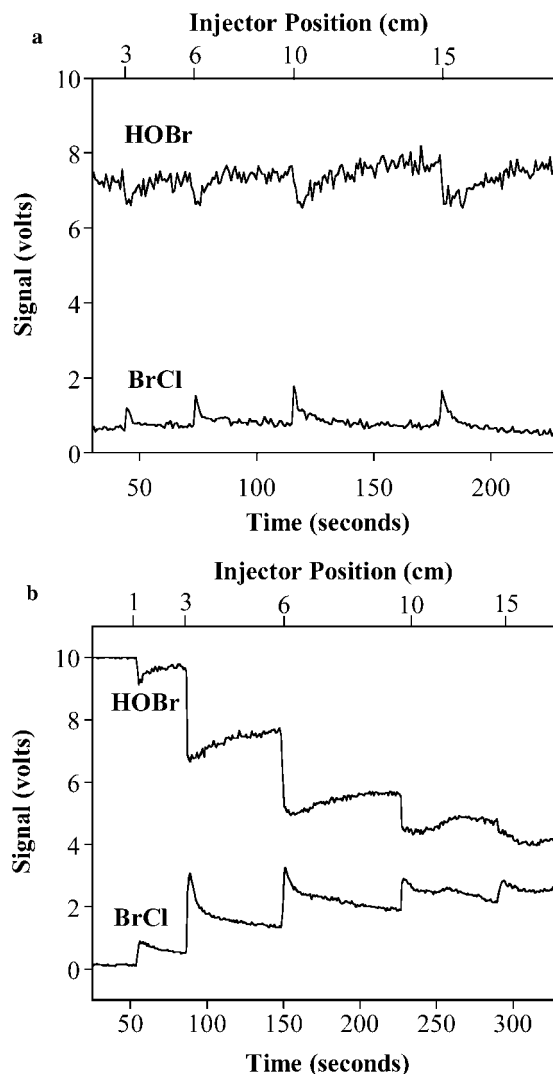 a
Injector Position (cm)
3 6 10 15
10
HOBr
8
6
Signal (volts)
4
BrCl
2
0
50 100 150 200
Time (seconds)
b
Injector Position (cm)
1 3 6 10 15
10
HOBr
8
6
Signal (volts)
4
BrCl
2
0
50 100 150 200 250 300
Time (seconds)